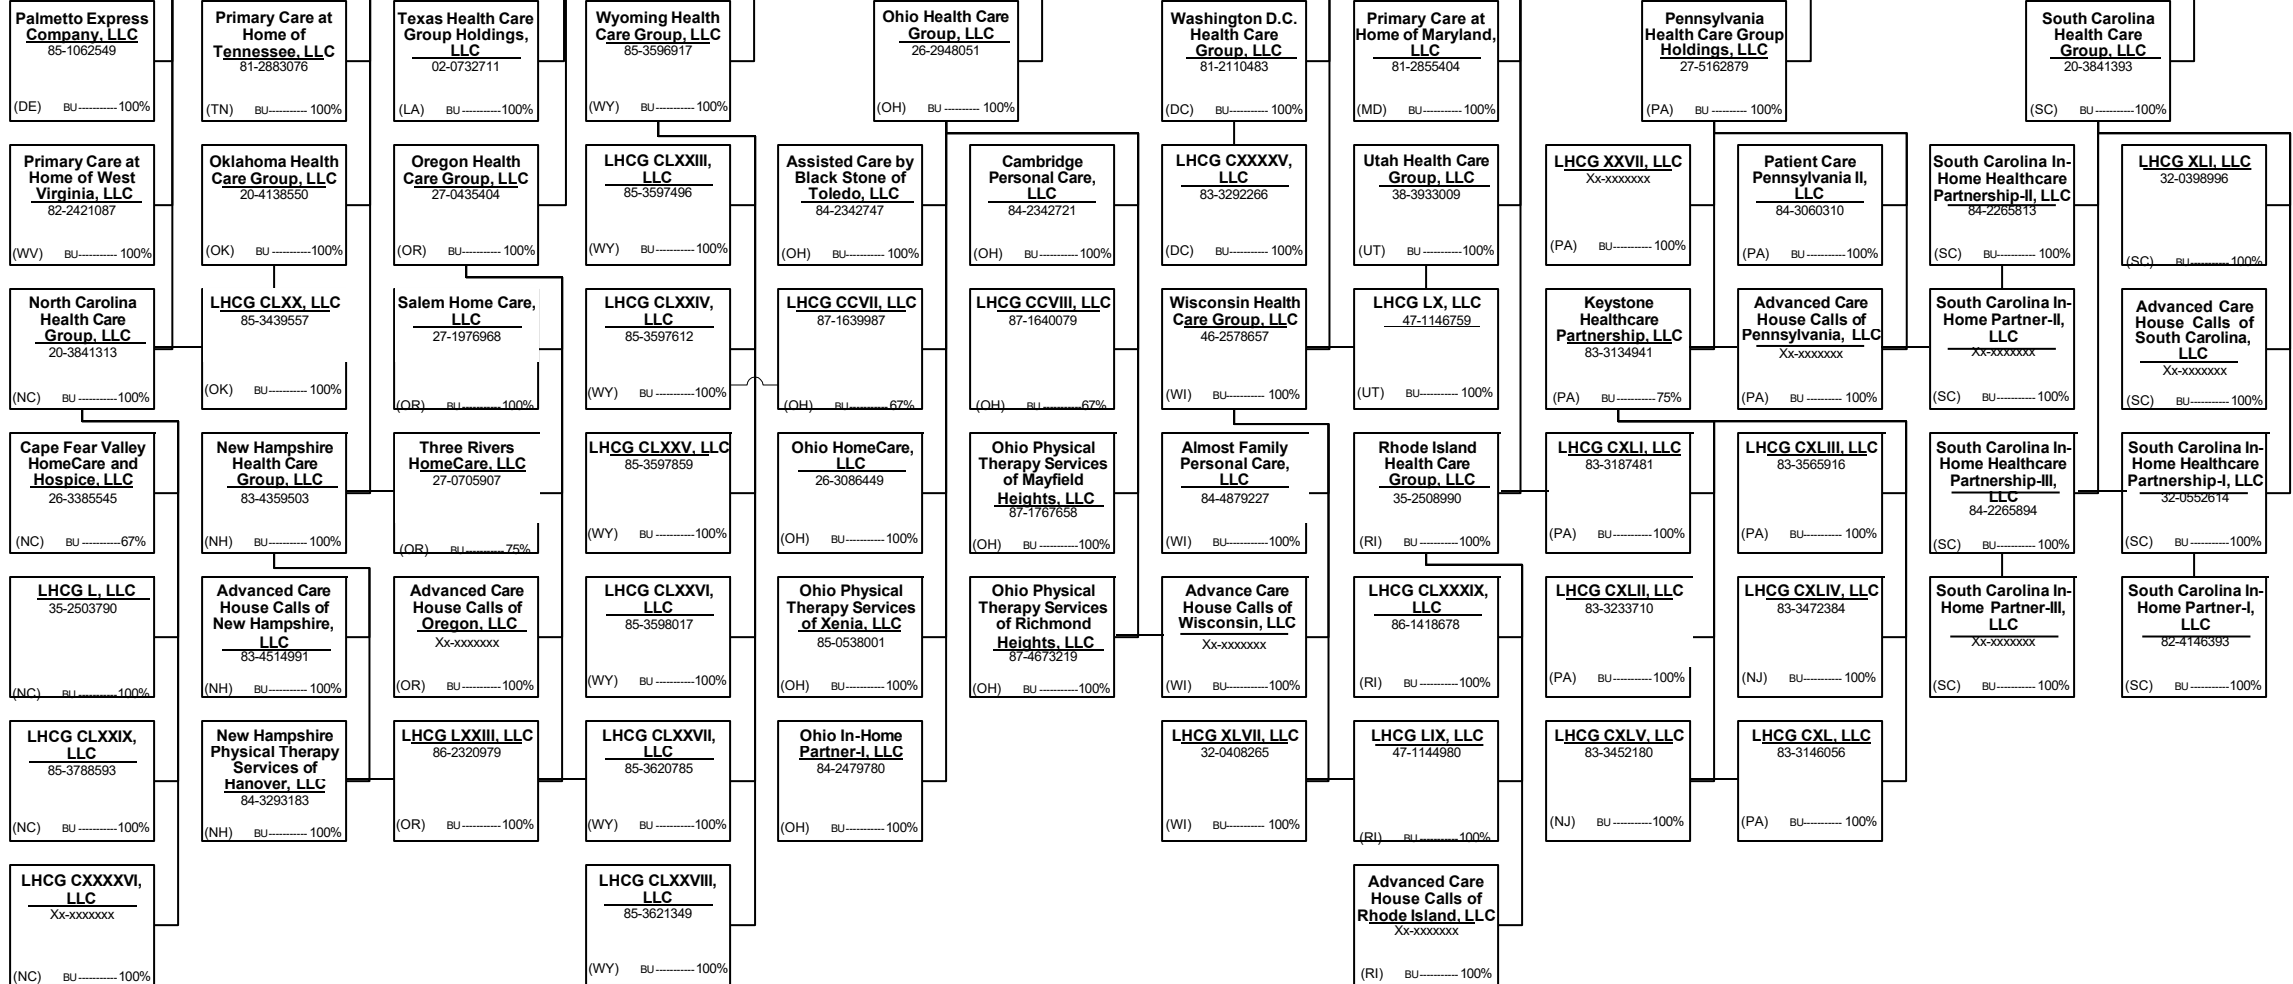 Palmetto Express
Company, LLC
85-1062549
(DE) BU-----------100%
Primary Care at
Home of
Tennessee, LLC
81-2883076
(TN) BU----------- 100%
Texas Health Care
Group Holdings,
LLC
02-0732711
(LA) BU----------- 100%
Wyoming Health
Care Group, LLC
85-3596917
(WY) BU-----------100%
Ohio Health Care
Group, LLC
26-2948051
(OH) BU ----------- 100%
Washington D.C.
Health Care
Group, LLC
81-2110483
(DC) BU----------- 100%
Primary Care at
Home of Maryland,
LLC
81-2855404
(MD) BU----------- 100%
Pennsylvania
Health Care Group
Holdings, LLC
27-5162879
(PA) BU ---------- 100%
South Carolina
Health Care
Group, LLC
20-3841393
(SC) BU -----------100%
Primary Care at
Home of West
Virginia, LLC
82-2421087
(WV) BU----------- 100%
Oklahoma Health
Care Group, LLC
20-4138550
(OK) BU -----------100%
Oregon Health
Care Group, LLC
27-0435404
(OR) BU-----------100%
LHCG CLXXIII,
LLC
85-3597496
(WY) BU-----------100%
Assisted Care by
Black Stone of
Toledo, LLC
84-2342747
(OH) BU-----------100%
Cambridge
Personal Care,
LLC
84-2342721
(OH) BU-----------100%
LHCG CXXXXV,
LLC
83-3292266
(DC) BU-----------100%
Utah Health Care
Group, LLC
38-3933009
(UT) BU----------- 100%
LHCG XXVII, LLC
Xx-xxxxxxx
(PA) BU-----------100%
Patient Care
Pennsylvania II,
LLC
84-3060310
(PA) BU----------- 100%
South Carolina In-
Home Healthcare
Partnership-II, LLC
84-2265813
(SC) BU----------- 100%
LHCG XLI, LLC
32-0398996
(SC) BU-----------100%
North Carolina
Health Care
Group, LLC
20-3841313
(NC) BU -----------100%
LHCG CLXX, LLC
85-3439557
(OK) BU----------- 100%
Salem Home Care,
LLC
27-1976968
(OR) BU-----------100%
LHCG CLXXIV,
LLC
85-3597612
(WY) BU----------- 100%
LHCG CCVII, LLC
87-1639987
(OH) BU-----------67%
LHCG CCVIII, LLC
87-1640079
(OH) BU-----------67%
Wisconsin Health
Care Group, LLC
46-2578657
(WI) BU----------- 100%
LHCG LX, LLC
47-1146759
(UT) BU----------- 100%
Keystone
Healthcare
Partnership, LLC
83-3134941
(PA) BU-----------75%
Advanced Care
House Calls of
Pennsylvania, LLC
Xx-xxxxxxx
(PA) BU----------- 100%
South Carolina In-
Home Partner-II,
LLC
Xx-xxxxxxx
(SC) BU-----------100%
Advanced Care
House Calls of
South Carolina,
LLC
Xx-xxxxxxx
(SC) BU-----------100%
Cape Fear Valley
HomeCare and
Hospice, LLC
26-3385545
(NC) BU -----------67%
New Hampshire
Health Care
Group, LLC
83-4359503
(NH) BU----------- 100%
Three Rivers
HomeCare, LLC
27-0705907
(OR) BU-----------75%
LHCG CLXXV, LLC
85-3597859
(WY) BU-----------100%
Ohio HomeCare,
LLC
26-3086449
(OH) BU-----------100%
Ohio Physical
Therapy Services
of Mayfield
Heights, LLC
87-1767658
(OH) BU -----------100%
Almost Family
Personal Care,
LLC
84-4879227
(WI) BU-----------100%
Rhode Island
Health Care
Group, LLC
35-2508990
(RI) BU -----------100%
LHCG CXLI, LLC
83-3187481
(PA) BU-----------100%
LHCG CXLIII, LLC
83-3565916
(PA) BU-----------100%
South Carolina In-
Home Healthcare
Partnership-III,
LLC
84-2265894
(SC) BU-----------100%
South Carolina In-
Home Healthcare
Partnership-I, LLC
32-0552614
(SC) BU-----------100%
LHCG L, LLC
35-2503790
(NC) BU -----------100%
Advanced Care
House Calls of
New Hampshire,
LLC
83-4514991
(NH) BU-----------100%
Advanced Care
House Calls of
Oregon, LLC
Xx-xxxxxxx
(OR) BU-----------100%
LHCG CLXXVI,
LLC
85-3598017
(WY) BU -----------100%
Ohio Physical
Therapy Services
of Xenia, LLC
85-0538001
(OH) BU-----------100%
Ohio Physical
Therapy Services
of Richmond
Heights, LLC
87-4673219
(OH) BU -----------100%
Advance Care
House Calls of
Wisconsin, LLC
Xx-xxxxxxx
(WI) BU-----------100%
LHCG CLXXXIX,
LLC
86-1418678
(RI) BU-----------100%
LHCG CXLII, LLC
83-3233710
(PA) BU-----------100%
LHCG CXLIV, LLC
83-3472384
(NJ) BU-----------100%
South Carolina In-
Home Partner-III,
LLC
Xx-xxxxxxx
(SC) BU-----------100%
South Carolina In-
Home Partner-I,
LLC
82-4146393
(SC) BU-----------100%
LHCG CLXXIX,
LLC
85-3788593
(NC) BU -----------100%
New Hampshire
Physical Therapy
Services of
Hanover, LLC
84-3293183
(NH) BU-----------100%
LHCG LXXIII, LLC
86-2320979
(OR) BU-----------100%
LHCG CLXXVII,
LLC
85-3620785
(WY) BU -----------100%
Ohio In-Home
Partner-I, LLC
84-2479780
(OH) BU-----------100%
LHCG XLVII, LLC
32-0408265
(WI) BU----------- 100%
LHCG LIX, LLC
47-1144980
(RI) BU-----------100%
LHCG CXLV, LLC
83-3452180
(NJ) BU -----------100%
LHCG CXL, LLC
83-3146056
(PA) BU-----------100%
LHCG CXXXXVI,
LLC
Xx-xxxxxxx
(NC) BU----------- 100%
LHCG CLXXVIII,
LLC
85-3621349
(WY) BU----------- 100%
Advanced Care
House Calls of
Rhode Island, LLC
Xx-xxxxxxx
(RI) BU----------- 100%